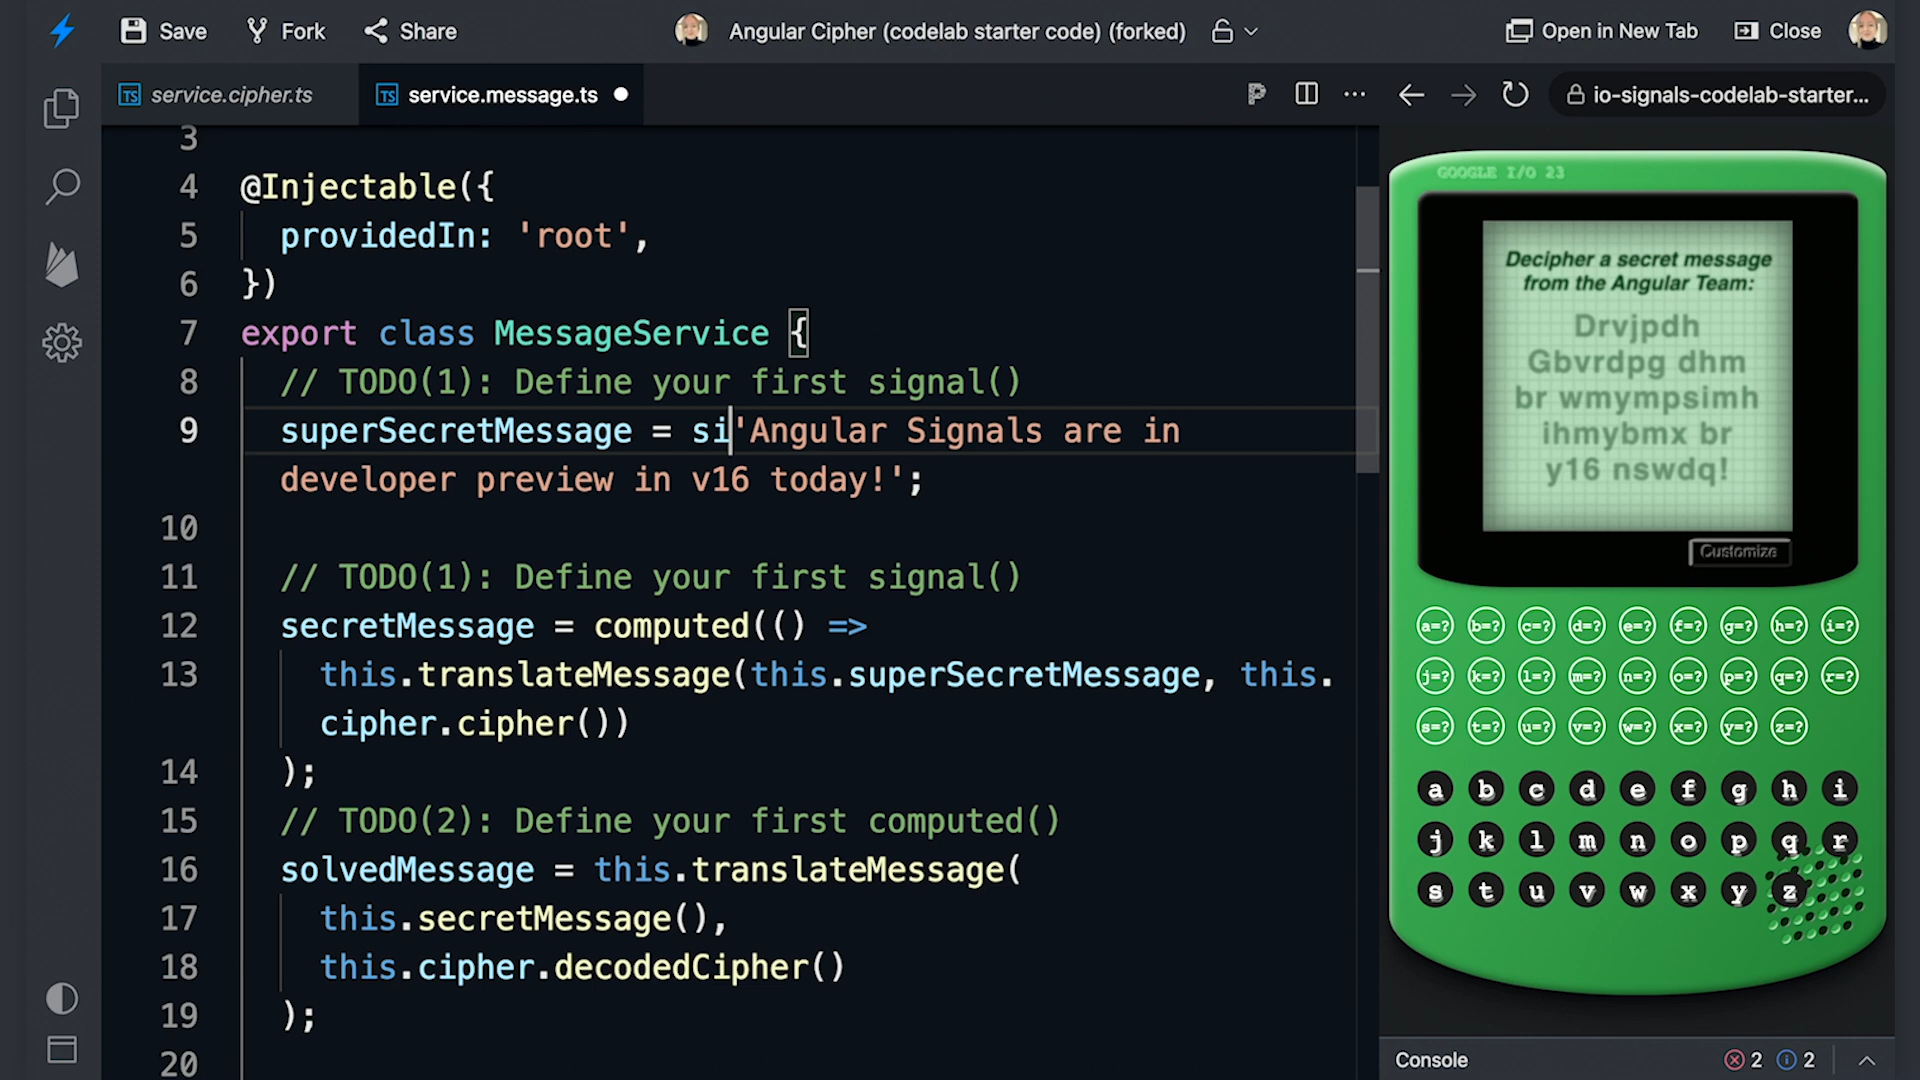 Save Fork Share Angular Cipher (codelab starter code) (forked) Open in New Tab Close
TS service.cipher.ts TS service.message.ts io-signals-codelab-starter...
3
4 @Injectable({
5 providedIn: 'root',
6 })
7 export class MessageService {
8 // TODO(1): Define your first signal()
9 superSecretMessage = si'Angular Signals are in
developer preview in v16 today!';
10
11 // TODO(1): Define your first signal()
12 secretMessage = computed(() =>
13 this.translateMessage(this.superSecretMessage, this.
cipher.cipher())
14 );
15 // TODO(2): Define your first computed()
16 solvedMessage = this.translateMessage(
17 this.secretMessage(),
18 this.cipher.decodedCipher()
19 );
20
GOOGLE I/O 23
Decipher a secret message
from the Angular Team:
Drvjpdh
Gbvrdpg dhm
br wmympsimh
ihmybmx br
y16 nswdq!
Customize
a=? b=? c=? d=? e=? f=? g=? h=? i=?
j=? k=? l=? m=? n=? o=? p=? q=? r=?
s=? t=? u=? v=? w=? x=? y=? z=?
a b c d e f g h i
j k l m n o p q r
s t u v w x y z
Console 2 2